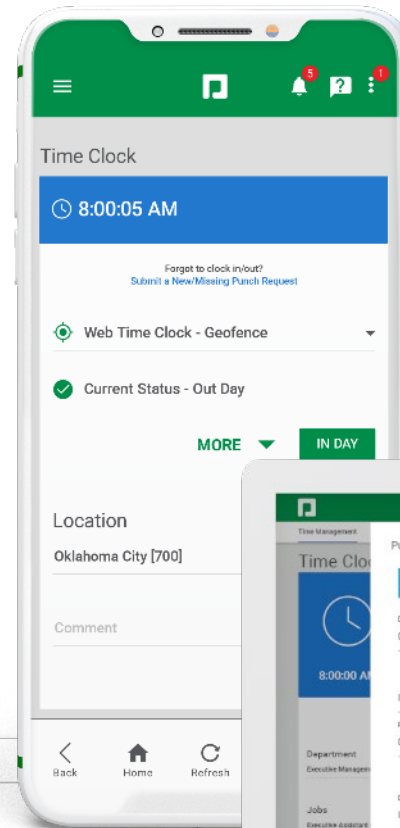 5
?
1
Time Clock
8:00:05 AM
Forgot to clock in/out?
Submit a New/Missing Punch Request
Web Time Clock - Geofence
Current Status - Out Day
MORE
IN DAY
Location
Oklahoma City [700]
Comment
Back
Home
Refresh
Time Management
Time Clo
8:00:00 A
Department
Executive Manage
Jobs
Executive Assistant